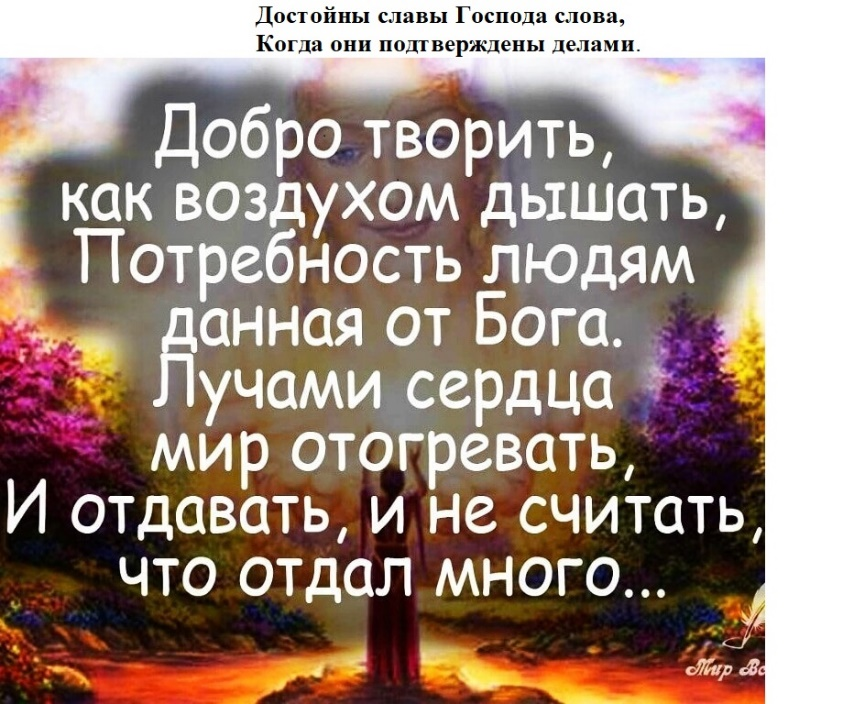 Достойны славы Господа слова,
Когда они подтверждены делами.
Добро творить,
как воздухом дышать,
Потребность людям
данная от Бога.
Лучами сердца
мир отогревать,
И отдавать, и не считать,
что отдал много...
Мир